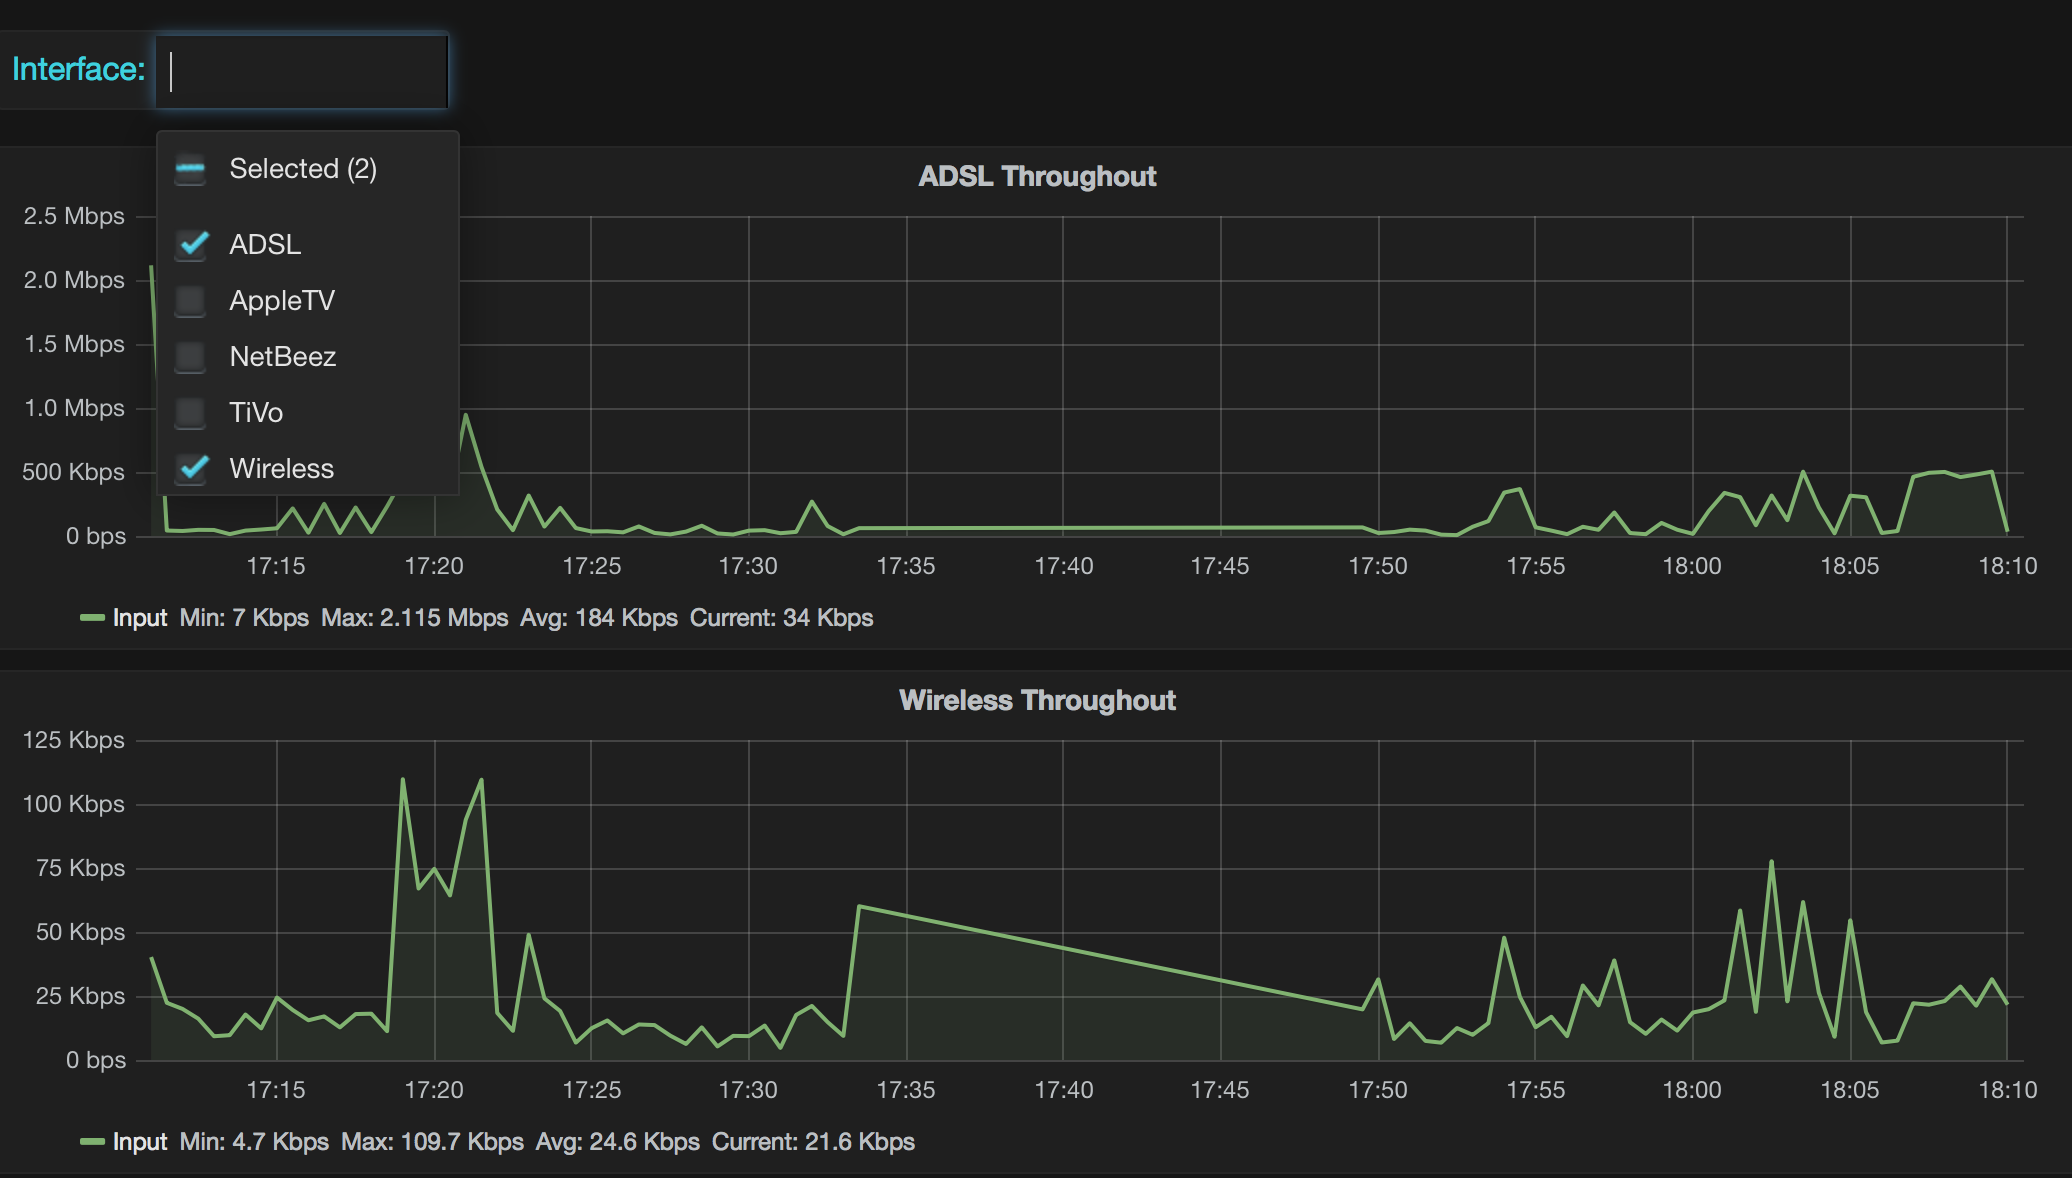 Interface:
Selected (2)
ADSL
AppleTV
NetBeez
TiVo
Wireless
ADSL Throughout
2.5 Mbps
2.0 Mbps
1.5 Mbps
1.0 Mbps
500 Kbps
0 bps
17:15 17:20 17:25 17:30 17:35 17:40 17:45 17:50 17:55 18:00 18:05 18:10
Input Min: 7 Kbps Max: 2.115 Mbps Avg: 184 Kbps Current: 34 Kbps
Wireless Throughout
125 Kbps
100 Kbps
75 Kbps
50 Kbps
25 Kbps
0 bps
17:15 17:20 17:25 17:30 17:35 17:40 17:45 17:50 17:55 18:00 18:05 18:10
Input Min: 4.7 Kbps Max: 109.7 Kbps Avg: 24.6 Kbps Current: 21.6 Kbps